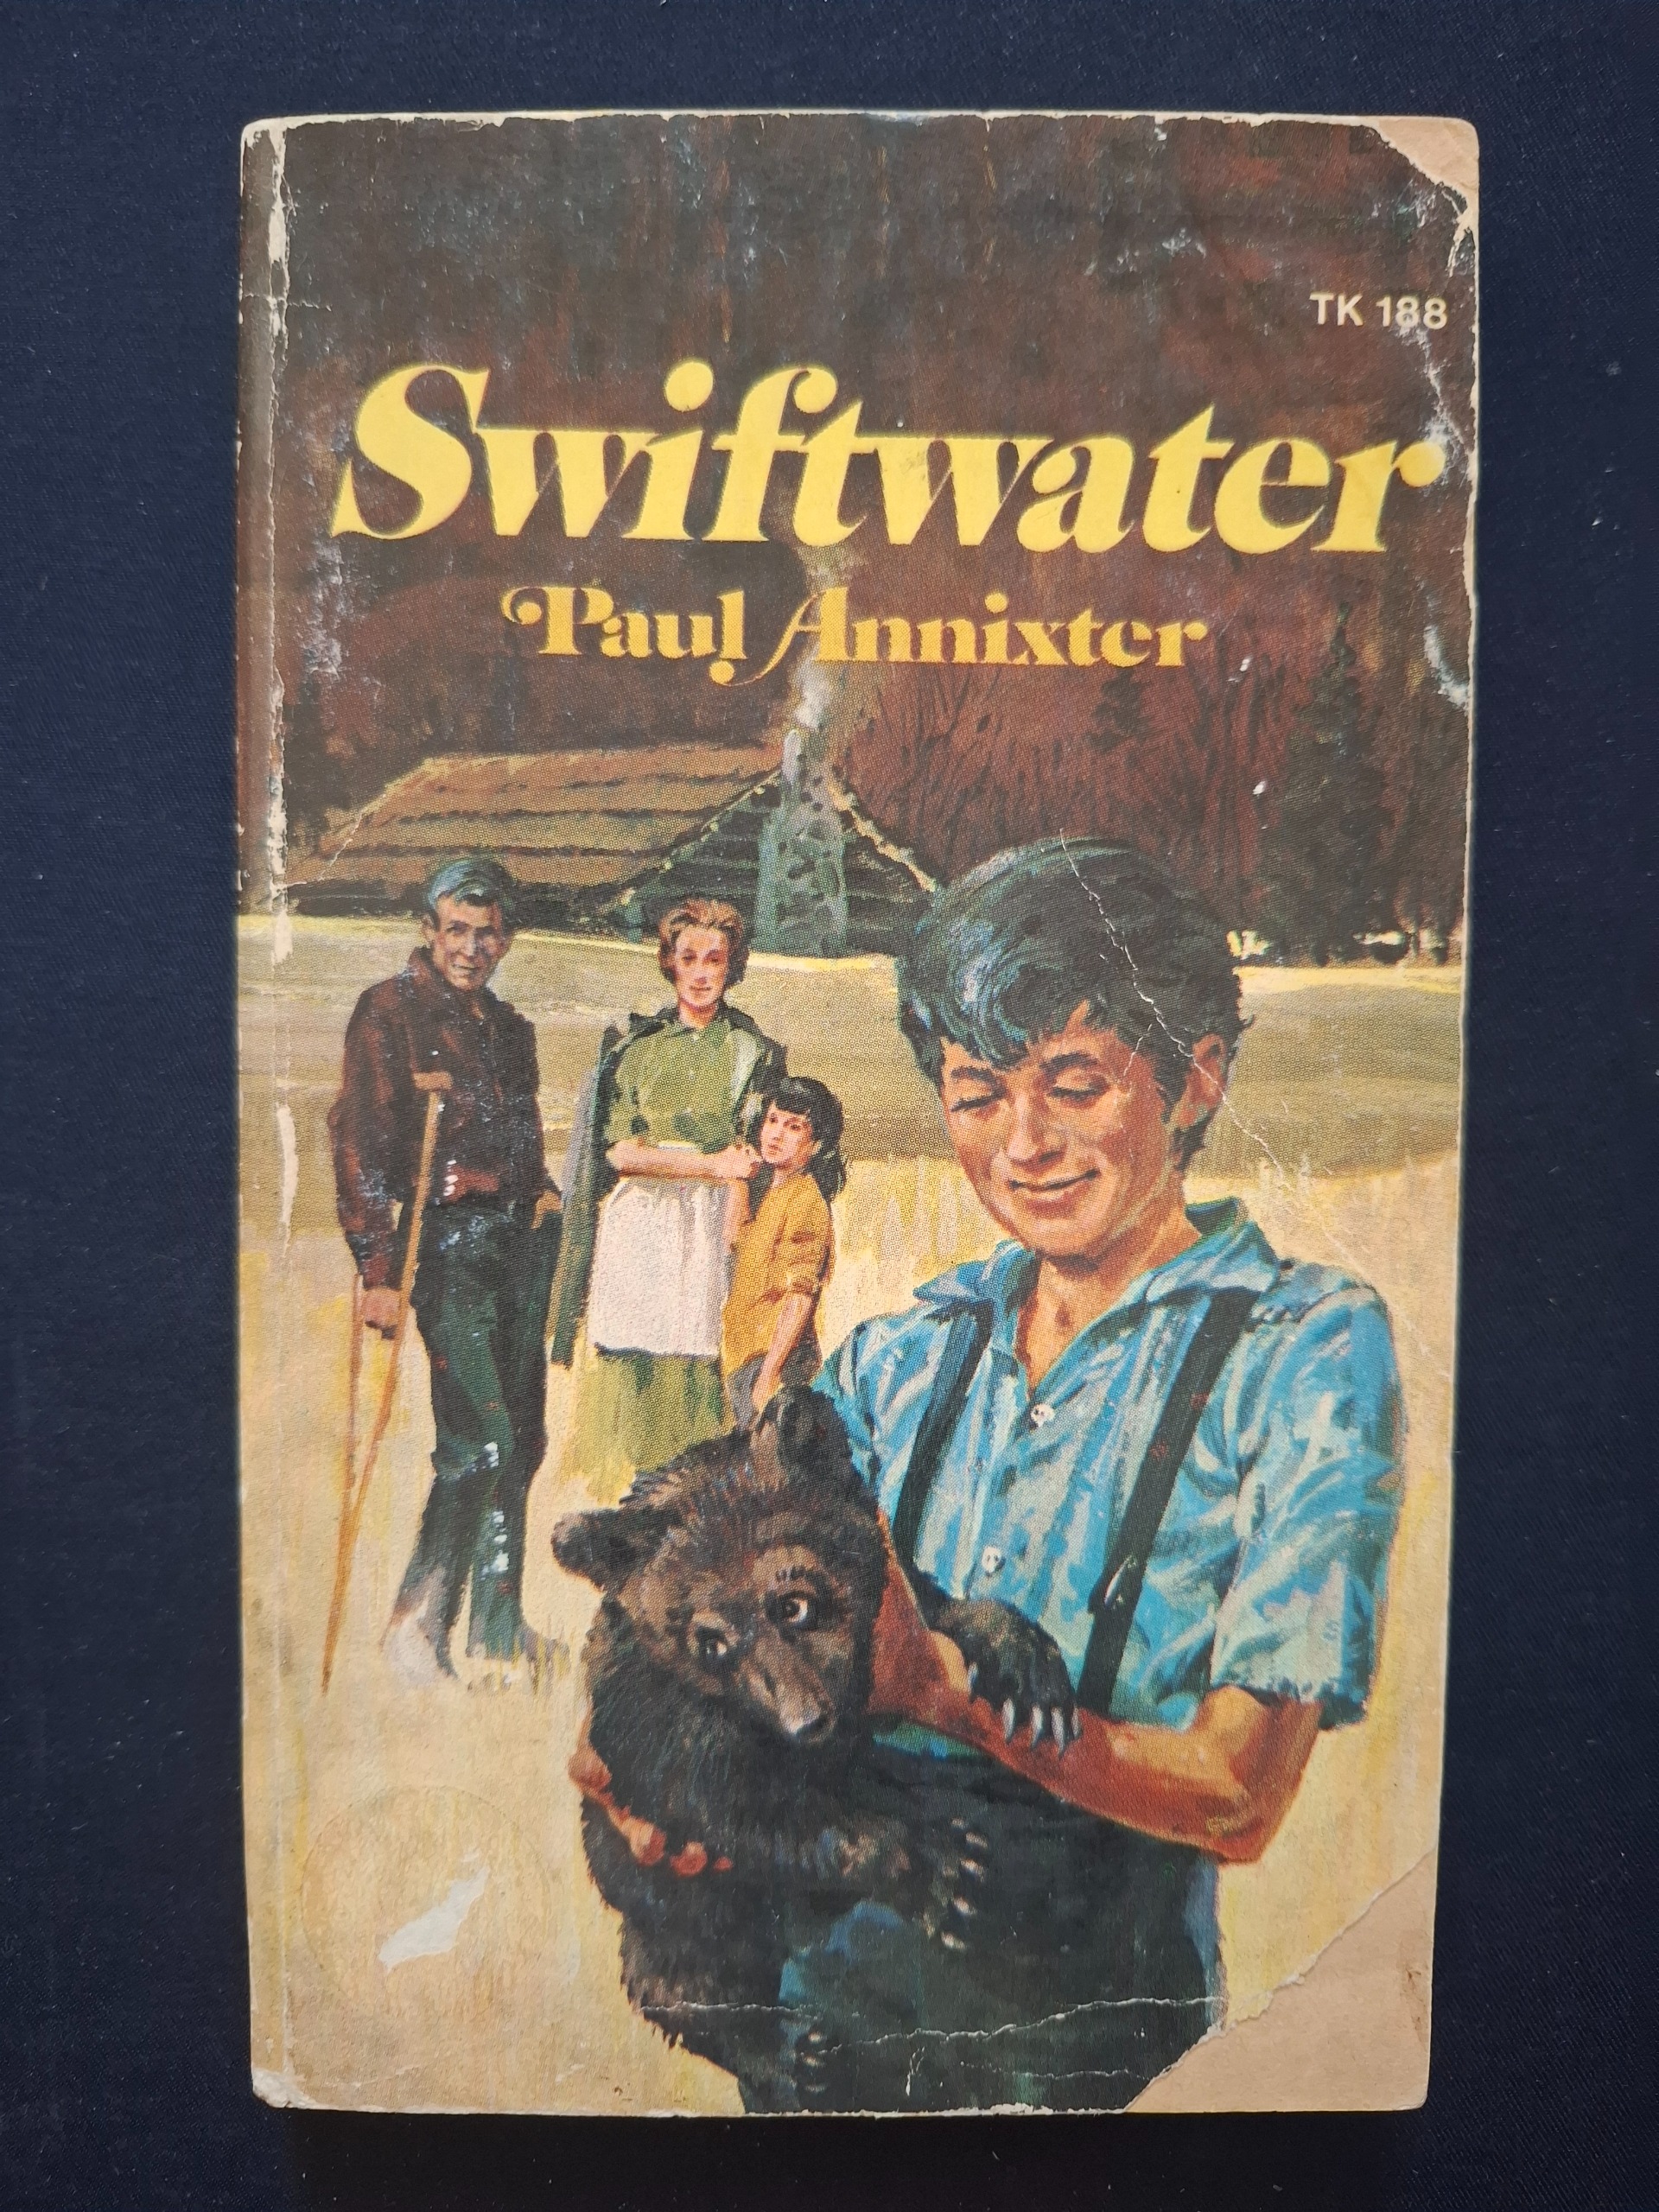 TK 188
Swiftwater
Paul Annixter